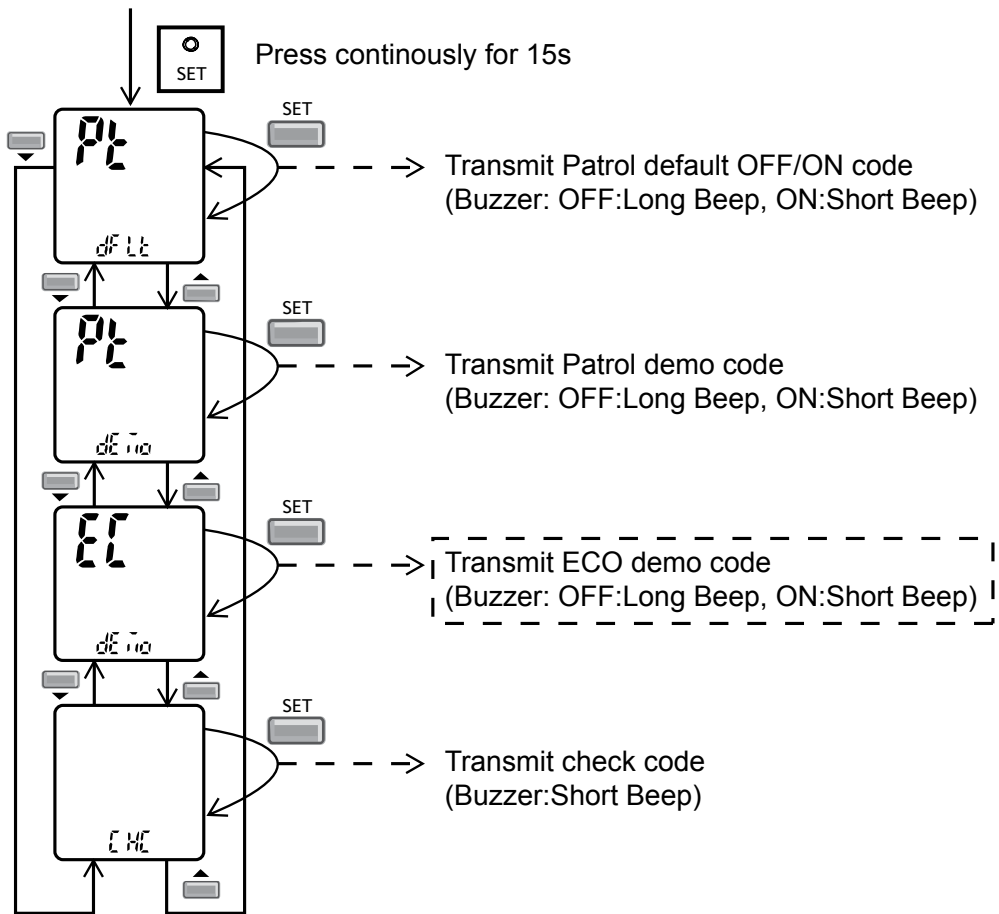 SET
Press continously for 15s
Pt
dFLt
SET
Transmit Patrol default OFF/ON code
(Buzzer: OFF:Long Beep, ON:Short Beep)
Pt
dEmo
SET
Transmit Patrol demo code
(Buzzer: OFF:Long Beep, ON:Short Beep)
EC
dEmo
SET
Transmit ECO demo code
(Buzzer: OFF:Long Beep, ON:Short Beep)
CHC
SET
Transmit check code
(Buzzer:Short Beep)